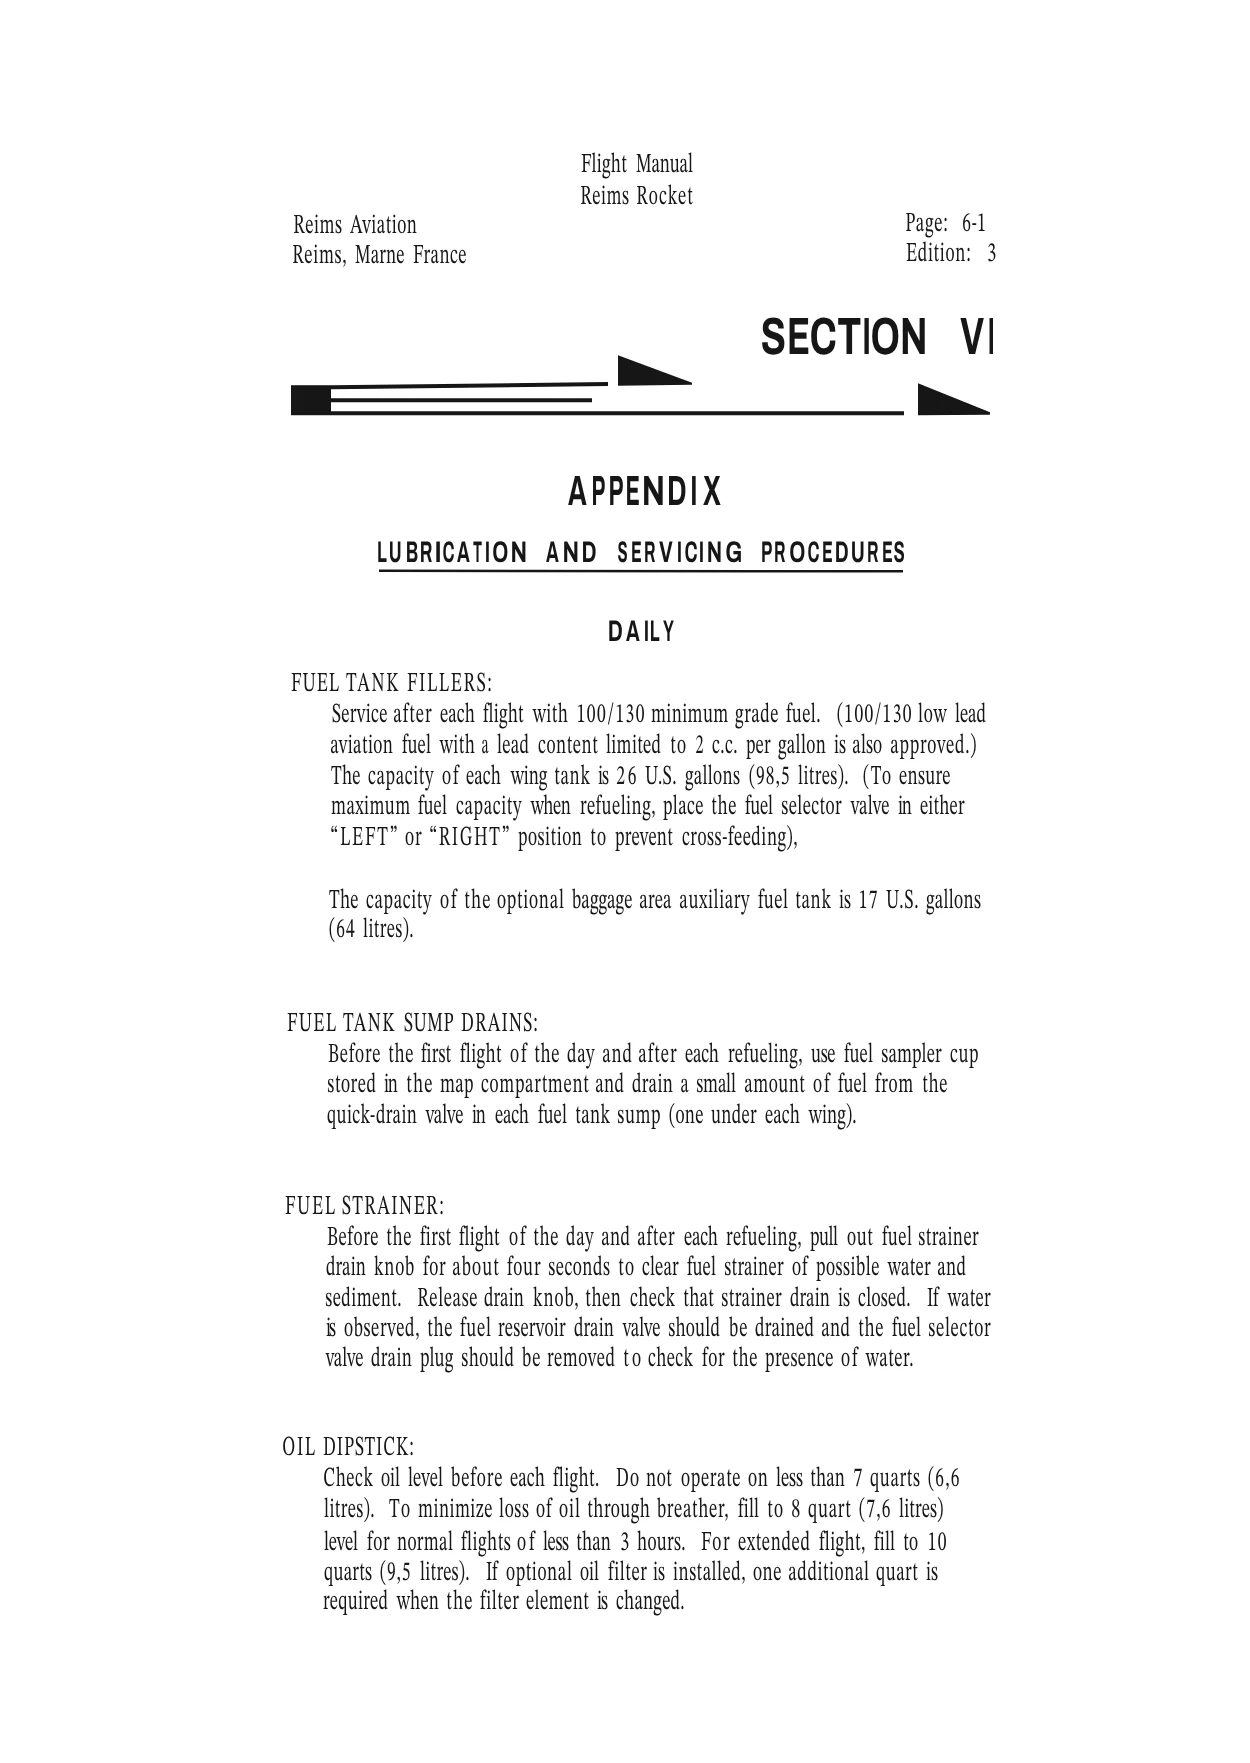 Flight Manual
Reims Rocket
Reims Aviation
Reims, Marne France
Page: 6-1
Edition: 3
SECTION VI
APPENDIX
LUBRICATION AND SERVICING PROCEDURES
DAILY
FUEL TANK FILLERS:
Service after each flight with 100/130 minimum grade fuel. (100/130 low lead
aviation fuel with a lead content limited to 2 c.c. per gallon is also approved.)
The capacity of each wing tank is 26 U.S. gallons (98,5 litres). (To ensure
maximum fuel capacity when refueling, place the fuel selector valve in either
“LEFT” or “RIGHT” position to prevent cross-feeding),
The capacity of the optional baggage area auxiliary fuel tank is 17 U.S. gallons
(64 litres).
FUEL TANK SUMP DRAINS:
Before the first flight of the day and after each refueling, use fuel sampler cup
stored in the map compartment and drain a small amount of fuel from the
quick-drain valve in each fuel tank sump (one under each wing).
FUEL STRAINER:
Before the first flight of the day and after each refueling, pull out fuel strainer
drain knob for about four seconds to clear fuel strainer of possible water and
sediment. Release drain knob, then check that strainer drain is closed. If water
is observed, the fuel reservoir drain valve should be drained and the fuel selector
valve drain plug should be removed to check for the presence of water.
OIL DIPSTICK:
Check oil level before each flight. Do not operate on less than 7 quarts (6,6
litres). To minimize loss of oil through breather, fill to 8 quart (7,6 litres)
level for normal flights of less than 3 hours. For extended flight, fill to 10
quarts (9,5 litres). If optional oil filter is installed, one additional quart is
required when the filter element is changed.